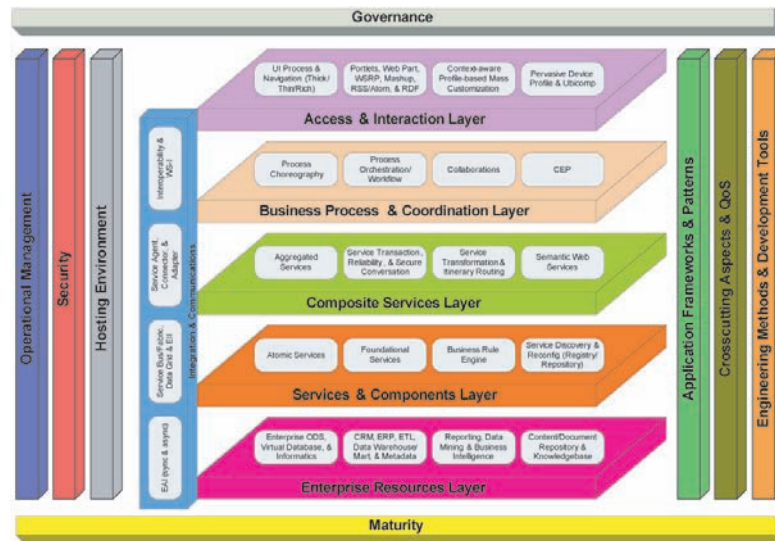 Governance
Operational Management
Security
Hosting Environment
Integration & Communications
Interoperability &
WS-I
Service Agent,
Connector, &
Adapter
Service Bus/Fabric,
Data Grid & EII
EAI (sync & async)
UI Process &
Navigation (Thick/
Thin/Rich)
Portlets, Web Part,
WSRP, Mashup,
RSS/Atom, & RDF
Context-aware
Profile-based Mass
Customization
Pervasive Device
Profile & Ubicomp
Access & Interaction Layer
Process
Choreography
Process
Orchestration/
Workflow
Collaborations
CEP
Business Process & Coordination Layer
Aggregated
Services
Service Transaction,
Reliability, & Secure
Conversation
Service
Transformation &
Itinerary Routing
Semantic Web
Services
Composite Services Layer
Atomic Services
Foundational
Services
Business Rule
Engine
Service Discovery &
Reconfig (Registry/
Repository)
Services & Components Layer
Enterprise ODS,
Virtual Database, &
Informatics
CRM, ERP, ETL,
Data Warehouse/
Mart, & Metadata
Reporting, Data
Mining & Business
Intelligence
Content/Document
Repository &
Knowledgebase
Enterprise Resources Layer
Application Frameworks & Patterns
Crosscutting Aspects & QoS
Engineering Methods & Development Tools
Maturity